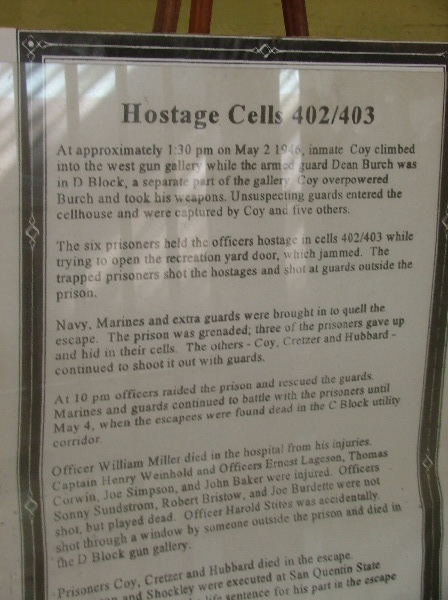 Hostage Cells 402/403
At approximately 1:30 pm on May 2 1946, inmate Coy climbed
into the west gun gallery while the armed guard Dean Burch was
in D Block, a separate part of the gallery. Coy overpowered
Burch and took his weapons. Unsuspecting guards entered the
cellhouse and were captured by Coy and five others.
The six prisoners held the officers hostage in cells 402/403 while
trying to open the recreation yard door, which jammed. The
trapped prisoners shot the hostages and shot at guards outside the
prison.
Navy, Marines and extra guards were brought in to quell the
escape. The prison was grenaded; three of the prisoners gave up
and hid in their cells. The others - Coy, Cretzer and Hubbard -
continued to shoot it out with guards.
At 10 pm officers raided the prison and rescued the guards.
Marines and guards continued to battle with the prisoners until
May 4, when the escapees were found dead in the C Block utility
corridor.
Officer William Miller died in the hospital from his injuries.
Captain Henry Weinhold and Officers Ernest Lageson, Thomas
Corwin, Joe Simpson, and John Baker were injured. Officers
Sonny Sundstrom, Robert Bristow, and Joe Burdette were not
shot, but played dead. Officer Harold Stites was accidentally
shot through a window by someone outside the prison and died in
the D Block gun gallery.
Prisoners Coy, Cretzer and Hubbard died in the escape.
and Shockley were executed at San Quentin State
life sentence for his part in the escape